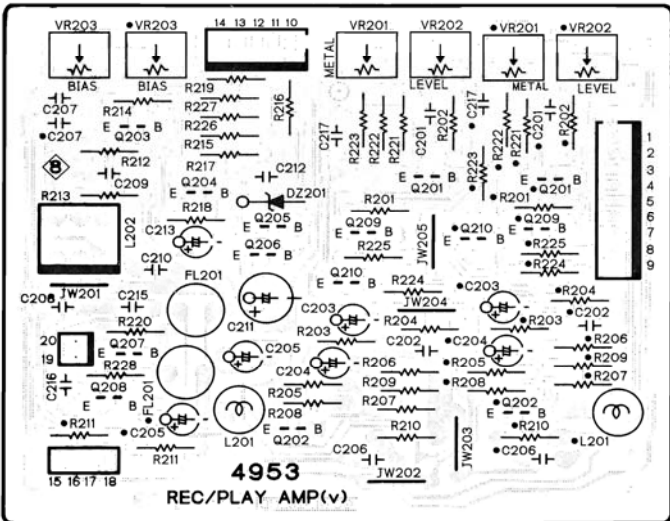 •VR203 •VR203 14 13 12 11 10 VR201 VR202 •VR201 •VR202
BIAS BIAS METAL LEVEL METAL LEVEL
R219
C207 R214 R227 R216 C217 R223 R222 R221 C201 R202 •C217 •R222 •R221 •C201 •R202
•C207 E B Q203 R226
R215
8 R212 R217 C212 •R223
R213 C209 E Q204 B DZ201 R201 E Q201 B •R201 E •Q201 B
R218 Q205
C213 E B Q209 E B JW205 •Q210 E B •Q209 E B
L202 Q206 E B R225 •R225
C210 •R224
JW201 FL201 Q210 E B R224 C203 •R204
C208 C215 C211 JW204
R220 C203 R204 •R203 •C202
20 •Q207 R203 C204
19 E B C205 C202 •R205 •R206
R228 R206 •R209
C216 Q208 C204 R209 •R208 •R207
E B •FL201 R205 R207 •Q202 E B
•R211 •C205 R208 R210 JW203 •R210 •L201
R211 L201 E B Q202 C206 •C206
JW202
15 16 17 18
1
2
3
4
5
6
7
8
9
4953
REC/PLAY AMP(v)